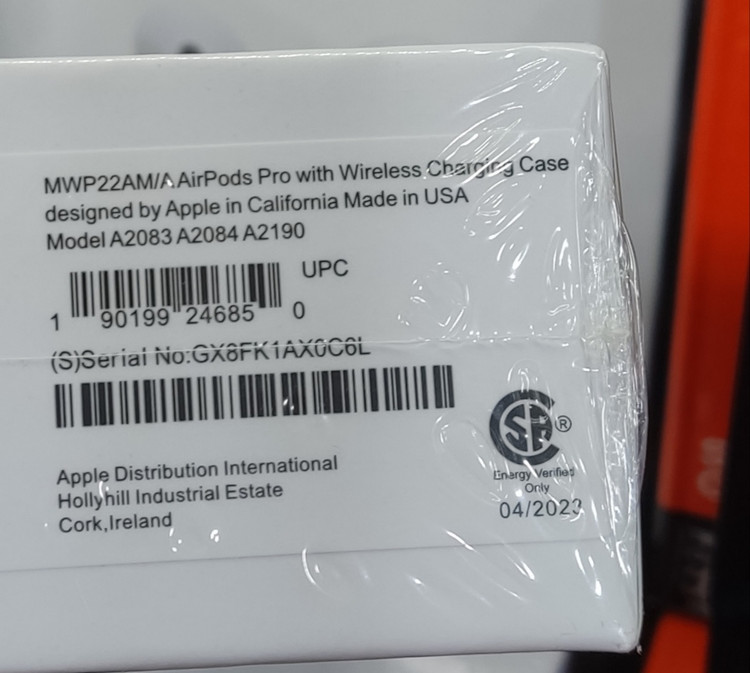 MWP22AM/A AirPods Pro with Wireless Charging Case
designed by Apple in California Made in USA
Model A2083 A2084 A2190
UPC
1 90199 24685 0
(S)Serial No:GX8FK1AX0C6L
Apple Distribution International
Hollyhill Industrial Estate
Cork,Ireland
®
Energy Verified
Only
04/2023